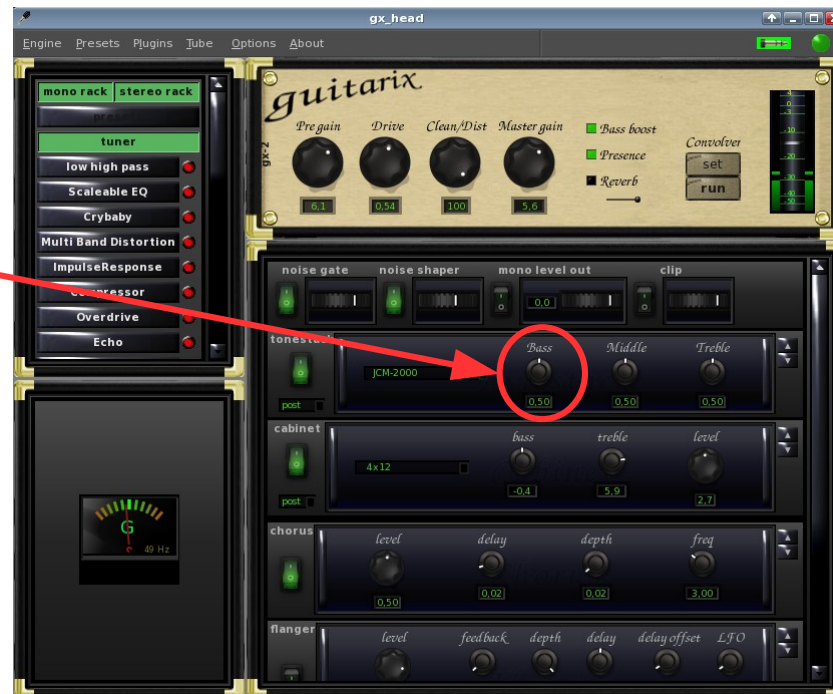 gx_head
Engine Presets Plugins Tube Options About
mono rack stereo rack
tuner
low high pass
Scaleable EQ
Crybaby
Multi Band Distortion
ImpulseResponse
Compressor
Overdrive
Echo
G
49 Hz
guitarix
gx-2
Pre gain Drive Clean/Dist Master gain
6,1 0,54 100 5,6
Bass boost
Presence
Reverb
Convolver
set
run
noise gate noise shaper mono level out clip
0,0
tonestack
Bass Middle Treble
JCM-2000
0,50 0,50 0,50
post
cabinet
bass treble level
4x12
-0,4 5,9 2,7
post
chorus
level delay depth freq
0,50 0,02 0,02 3,00
flanger
level feedback depth delay delay offset LFO